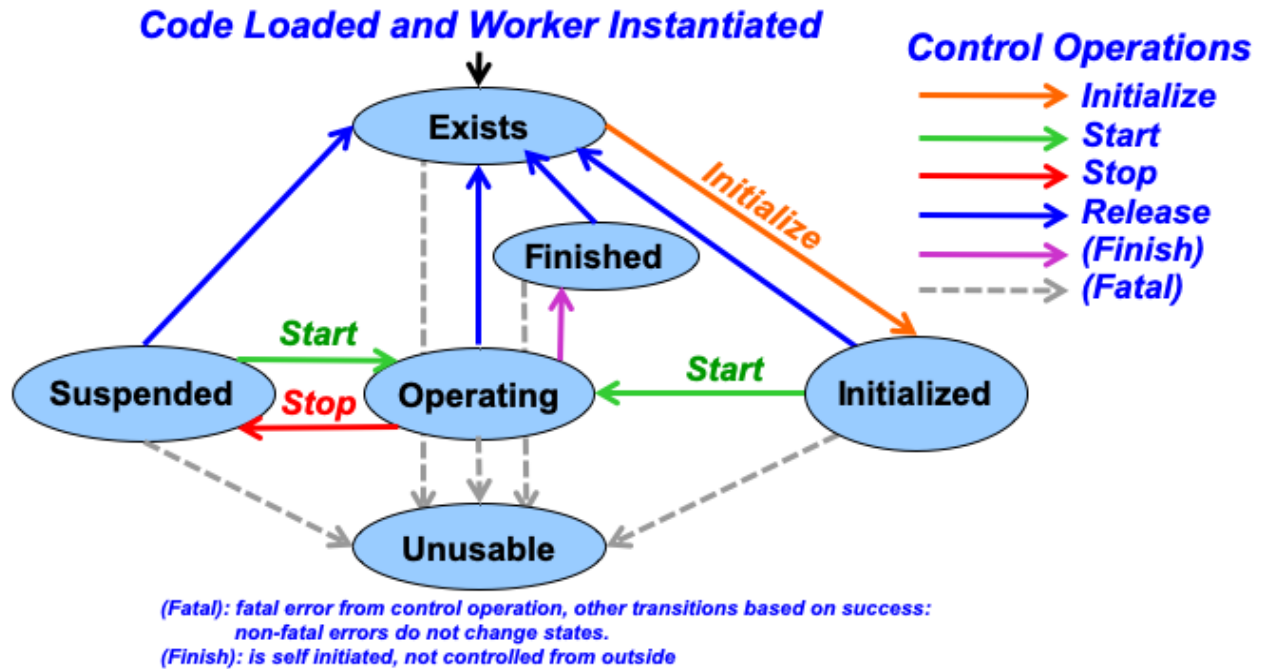 Code Loaded and Worker Instantiated
Control Operations
Initialize
Start
Stop
Release
(Finish)
(Fatal)
Exists
Initialize
Finished
Start
Suspended
Stop
Operating
Start
Initialized
Unusable
(Fatal): fatal error from control operation, other transitions based on success:
non-fatal errors do not change states.
(Finish): is self initiated, not controlled from outside